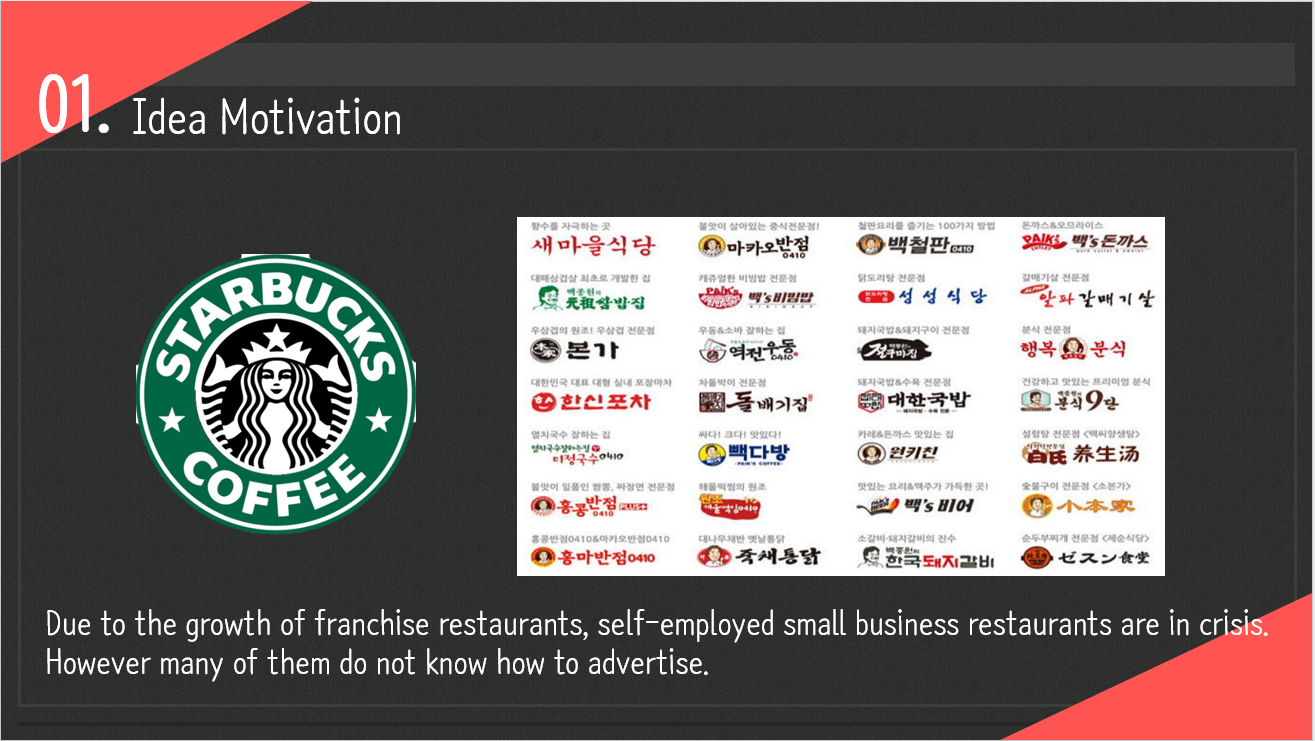 01. Idea Motivation
STARBUCKS
COFFEE
향수를 자극하는 곳
새마을식당
불맛이 살아있는 중식전문점!
마카오반점
0410
철판요리를 즐기는 100가지 방법
백철판 0410
돈까스&오므라이스
PAIK's
백's돈까스
대패삼겹살 최초로 개발한 집
백종원의
元祖쌈밥집
캐쥬얼한 비빔밥 전문점
PAIK's
백's비빔밥
닭도리탕 전문점
성성식당
갈매기살 전문점
알파갈매기살
우삼겹의 원조! 우삼겹 전문점
本家 본가
우동&소바 잘하는 집
역전우동
0410
돼지국밥&돼지구이 전문점
분식 전문점
행복분식
대한민국 대표 대형 실내 포장마차
한신포차
차돌박이 전문점
돌배기집
돼지국밥&수육 전문점
대한국밥
건강하고 맛있는 프리미엄 분식
백종원의
분식9단
멸치국수 잘하는 집
멸치국수잘하는집
미정국수0410
싸다! 크다! 맛있다!
빽다방
-PAIK'S COFFEE-
카레&돈까스 맛있는 집
원키친
설렁탕 전문점 <백씨양생탕>
白氏 养生汤
불맛이 일품인 짬뽕, 짜장면 전문점
홍콩반점
0410 PLUS+
해물떡찜의 원조
원조
해물떡찜0410
맛있는 요리&맥주가 가득한 곳!
백's비어
숯불구이 전문점 <소본가>
小本家
홍콩반점0410&마카오반점0410
홍마반점0410
대나무채반 옛날통닭
죽채통닭
소갈비·돼지갈비의 진수
백종원의
한국돼지갈비
순두부찌개 전문점 <제순식당>
ゼスン食堂
Due to the growth of franchise restaurants, self-employed small business restaurants are in crisis.
However many of them do not know how to advertise.